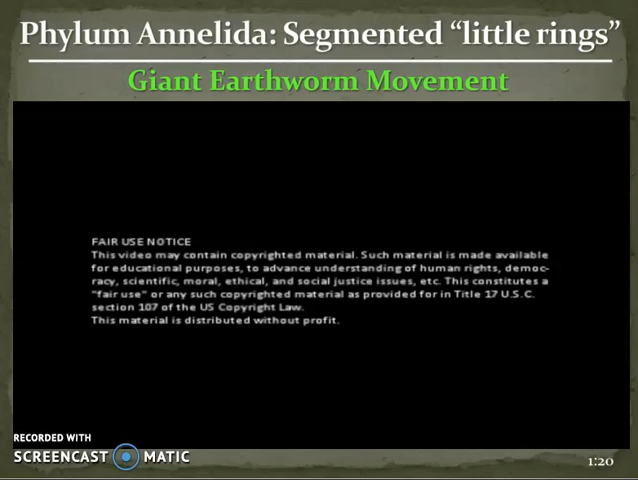 Phylum Annelida: Segmented “little rings”
Giant Earthworm Movement
FAIR USE NOTICE
This video may contain copyrighted material. Such material is made available
for educational purposes, to advance understanding of human rights, democ-
racy, scientific, moral, ethical, and social justice issues, etc. This constitutes a
"fair use" or any such copyrighted material as provided for in Title 17 U.S.C.
section 107 of the US Copyright Law.
This material is distributed without profit.
RECORDED WITH
SCREENCAST MATIC
1:20